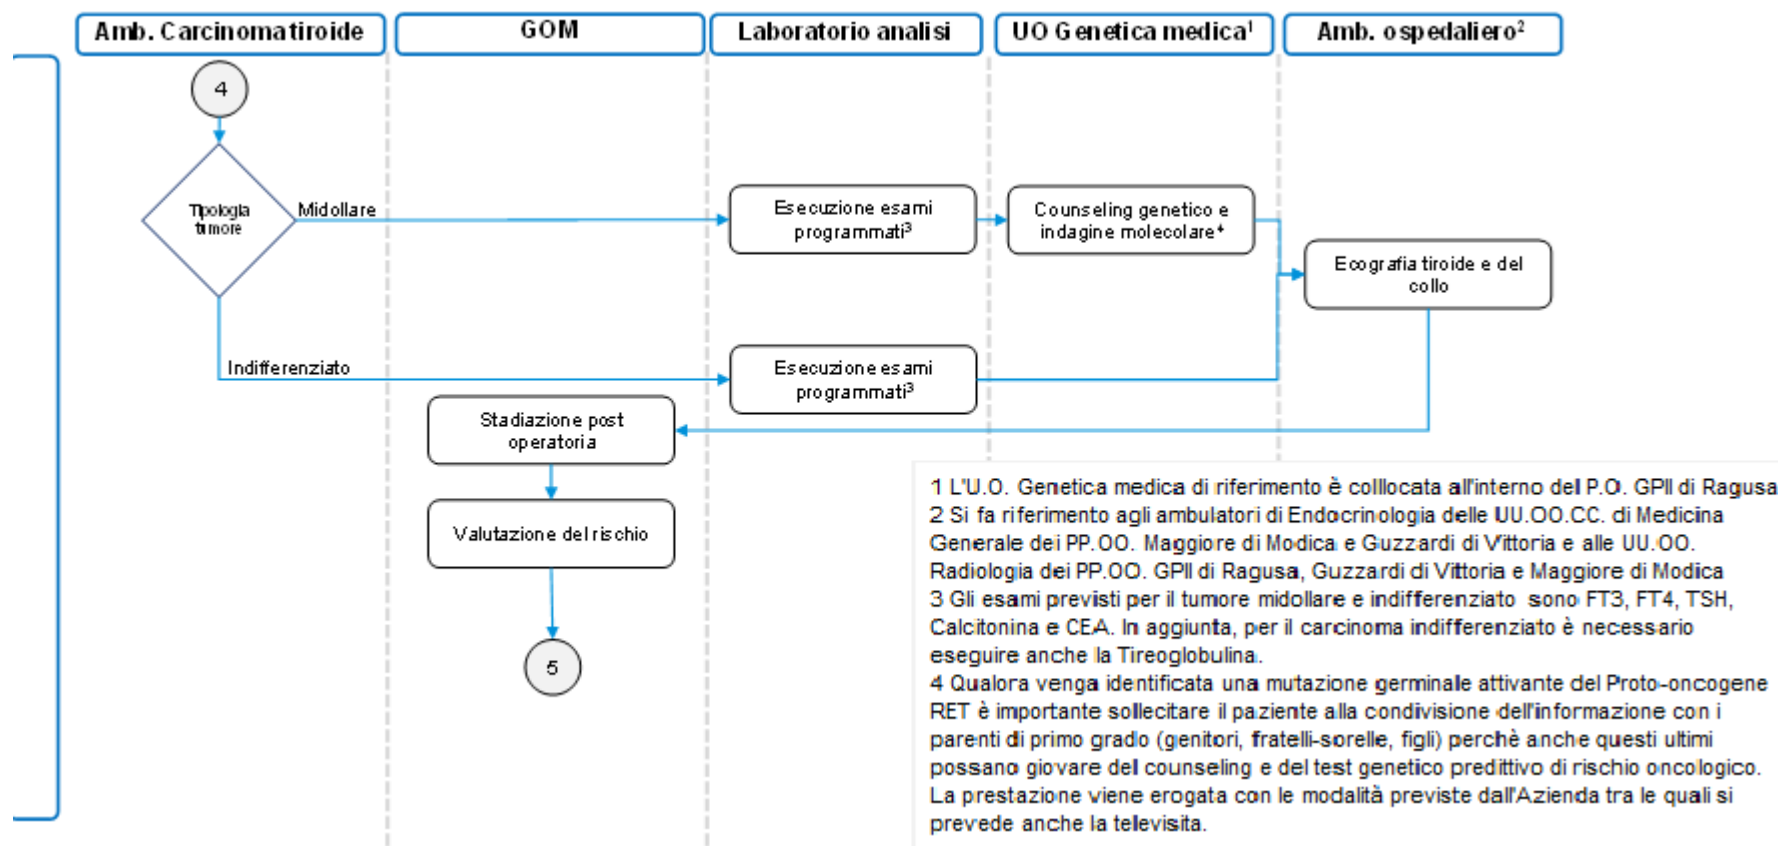 Amb. Carcinoma tiroide
GOM
Laboratorio analisi
UO Genetica medica¹
Amb. ospedaliero²
4
Tipologia
tumore
Midollare
Esecuzione esami
programmati³
Counseling genetico e
indagine molecolare⁴
Ecografia tiroide e del
collo
Indifferenziato
Esecuzione esami
programmati³
Stadiazione post
operatoria
Valutazione del rischio
5
1 L'U.O. Genetica medica di riferimento è colllocata all'interno del P.O. GPII di Ragusa
2 Si fa riferimento agli ambulatori di Endocrinologia delle UU.OO.CC. di Medicina
Generale dei PP.OO. Maggiore di Modica e Guzzardi di Vittoria e alle UU.OO.
Radiologia dei PP.OO. GPII di Ragusa, Guzzardi di Vittoria e Maggiore di Modica
3 Gli esami previsti per il tumore midollare e indifferenziato sono FT3, FT4, TSH,
Calcitonina e CEA. In aggiunta, per il carcinoma indifferenziato è necessario
eseguire anche la Tireoglobulina.
4 Qualora venga identificata una mutazione germinale attivante del Proto-oncogene
RET è importante sollecitare il paziente alla condivisione dell'informazione con i
parenti di primo grado (genitori, fratelli-sorelle, figli) perchè anche questi ultimi
possano giovare del counseling e del test genetico predittivo di rischio oncologico.
La prestazione viene erogata con le modalità previste dall'Azienda tra le quali si
prevede anche la televisita.